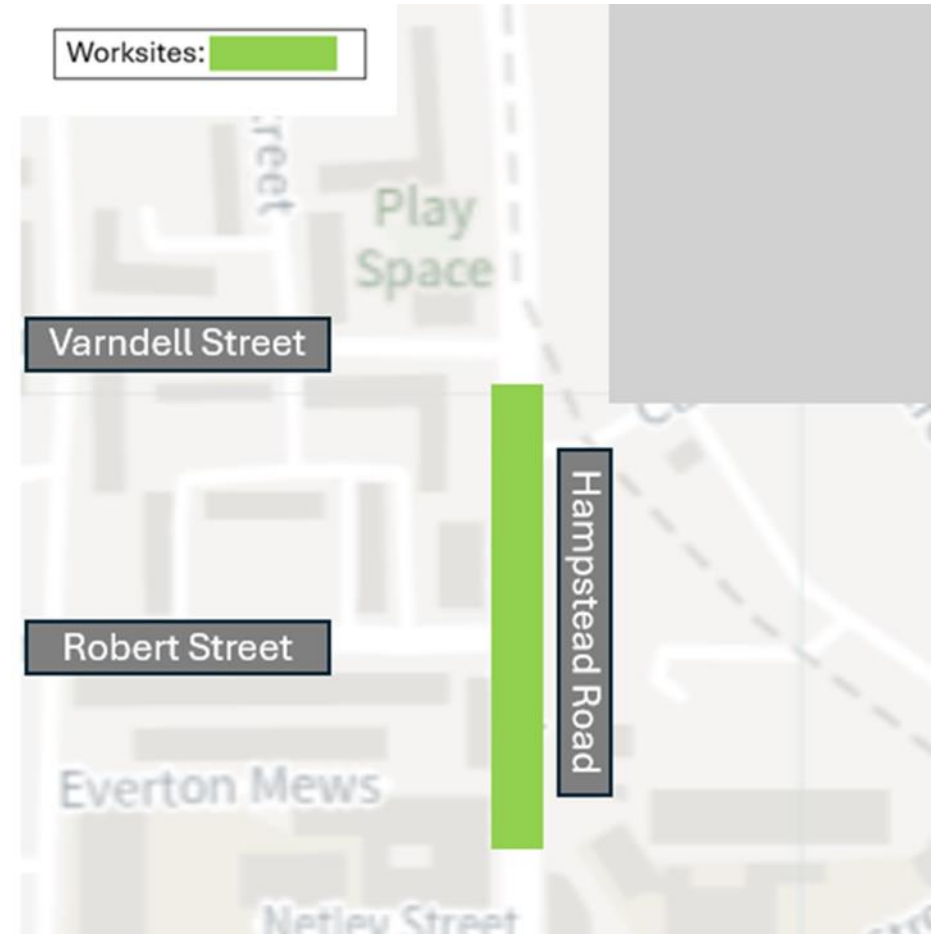 Worksites:
Play
Space
Varndell Street
Hampstead Road
Robert Street
Everton Mews
Netley Street